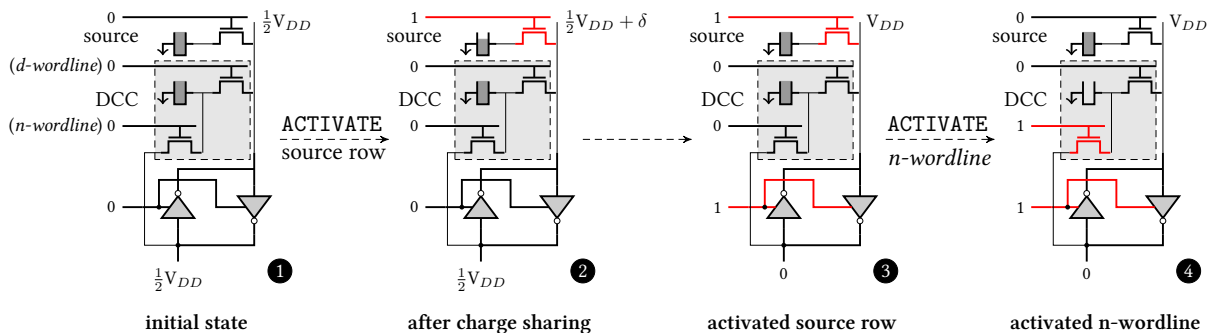 0
source
½V_DD
(d-wordline) 0
DCC
(n-wordline) 0
0
½V_DD
1
initial state
ACTIVATE
source row
1
source
½V_DD + δ
0
DCC
0
0
½V_DD
2
after charge sharing
1
source
V_DD
0
DCC
0
1
0
3
activated source row
ACTIVATE
n-wordline
0
source
V_DD
0
DCC
1
1
0
4
activated n-wordline